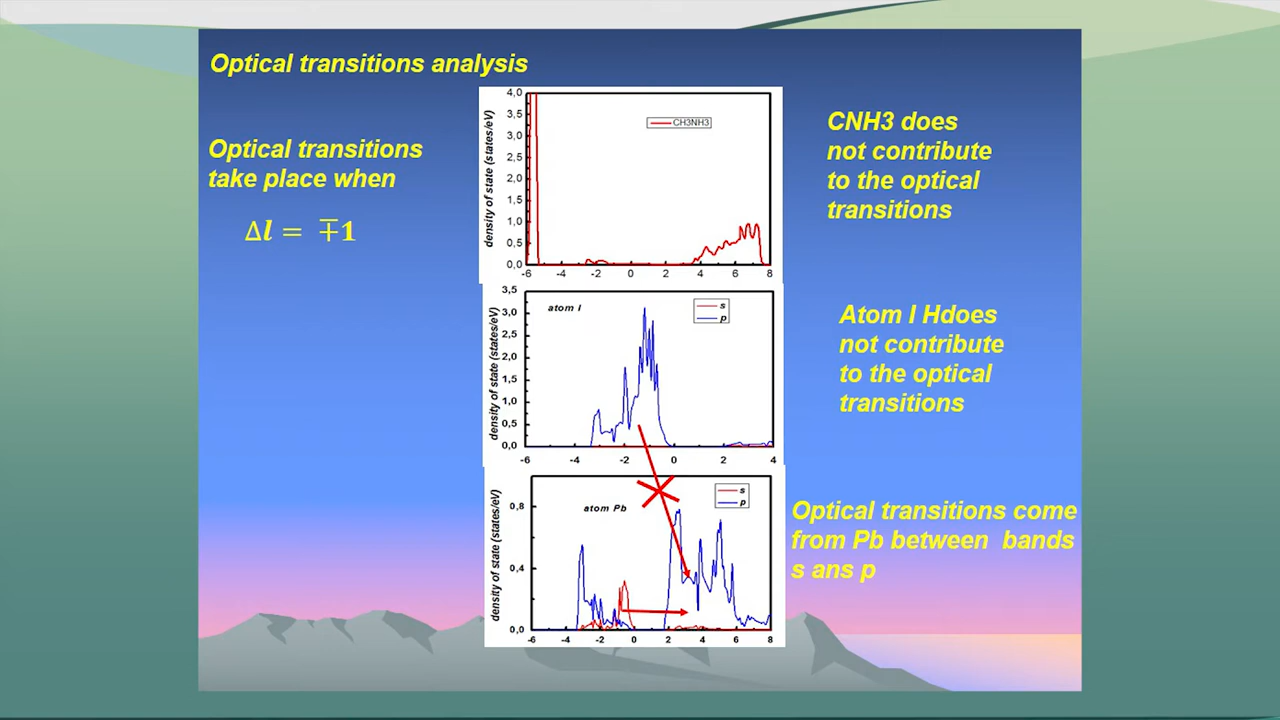 Optical transitions analysis
Optical transitions
take place when
Δl = ∓1
density of state (states/eV)
4,0
3,5
3,0
2,5
2,0
1,5
1,0
0,5
0,0
CH3NH3
-6 -4 -2 0 2 4 6 8
CNH3 does
not contribute
to the optical
transitions
density of state (states/eV)
3,5
3,0
2,5
2,0
1,5
1,0
0,5
0,0
atom I
s
p
-6 -4 -2 0 2 4
Atom I Hdoes
not contribute
to the optical
transitions
density of state (states/eV)
0,8
0,4
0,0
atom Pb
s
p
-6 -4 -2 0 2 4 6 8
Optical transitions come
from Pb between bands
s ans p